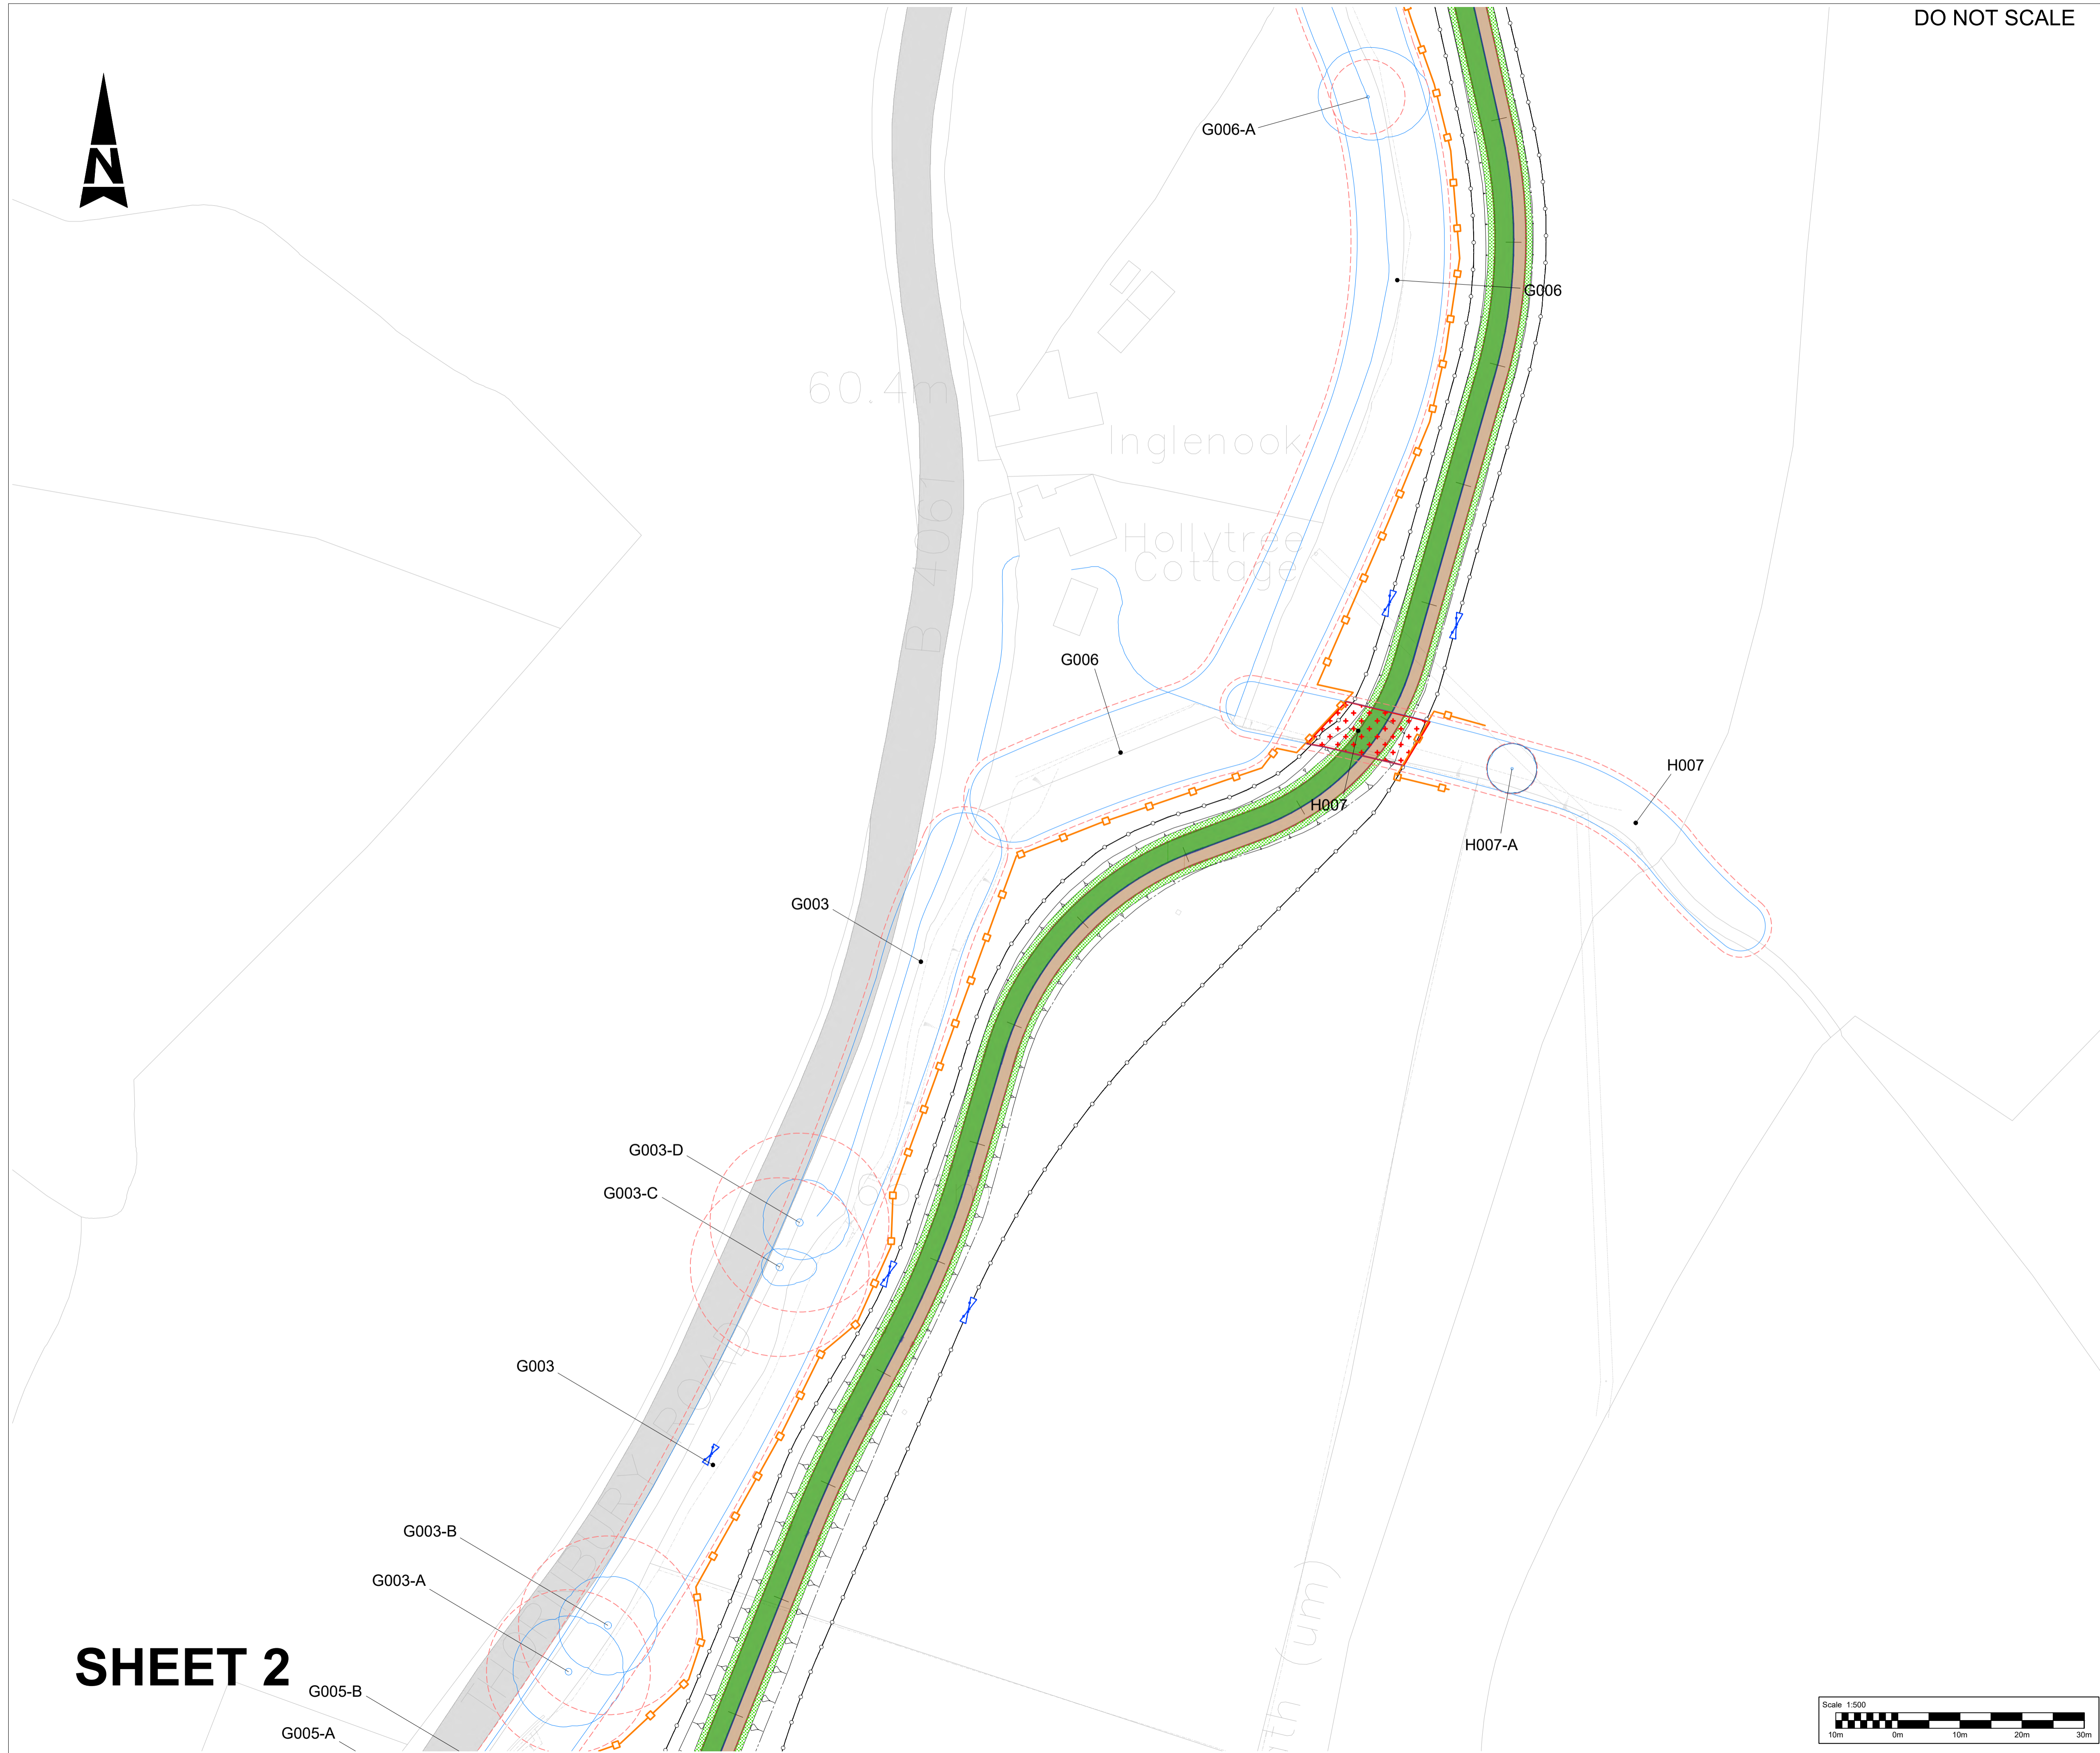 DO NOT SCALE
N
G006-A
G006
60.4m
Inglenook
B 4061
Hollytree
Cottage
G006
H007
H007
H007-A
G003
G003-D
G003-C
G003
G003-B
G003-A
SHEET 2
G005-B
G005-A
(um)
Scale 1:500
10m 0m 10m 20m 30m